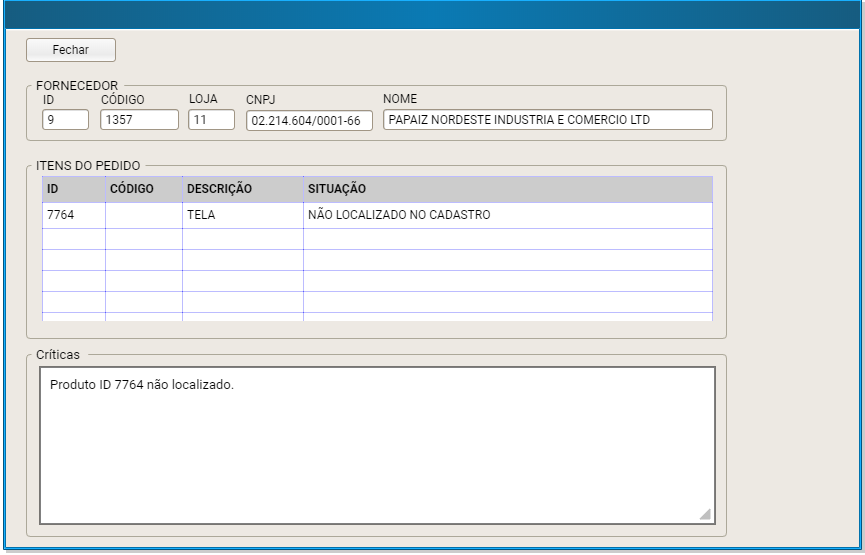 Fechar
FORNECEDOR
ID CÓDIGO LOJA CNPJ NOME
9 1357 11 02.214.604/0001-66 PAPAIZ NORDESTE INDUSTRIA E COMERCIO LTD
ITENS DO PEDIDO
ID CÓDIGO DESCRIÇÃO SITUAÇÃO
7764 TELA NÃO LOCALIZADO NO CADASTRO
Críticas
Produto ID 7764 não localizado.